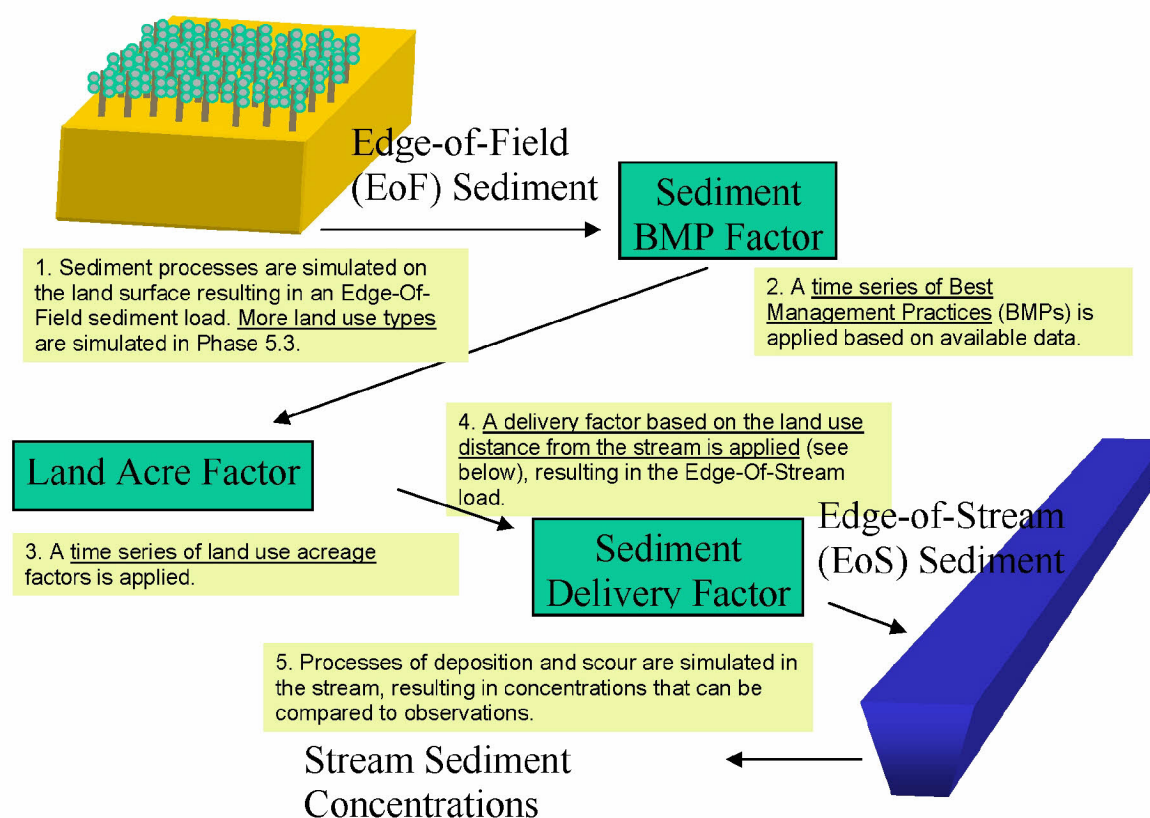 Edge-of-Field
(EoF) Sediment
Sediment
BMP Factor
1. Sediment processes are simulated on
the land surface resulting in an Edge-Of-
Field sediment load. More land use types
are simulated in Phase 5.3.
2. A time series of Best
Management Practices (BMPs) is
applied based on available data.
Land Acre Factor
3. A time series of land use acreage
factors is applied.
4. A delivery factor based on the land use
distance from the stream is applied (see
below), resulting in the Edge-Of-Stream
load.
Sediment
Delivery Factor
Edge-of-Stream
(EoS) Sediment
5. Processes of deposition and scour are simulated in
the stream, resulting in concentrations that can be
compared to observations.
Stream Sediment
Concentrations